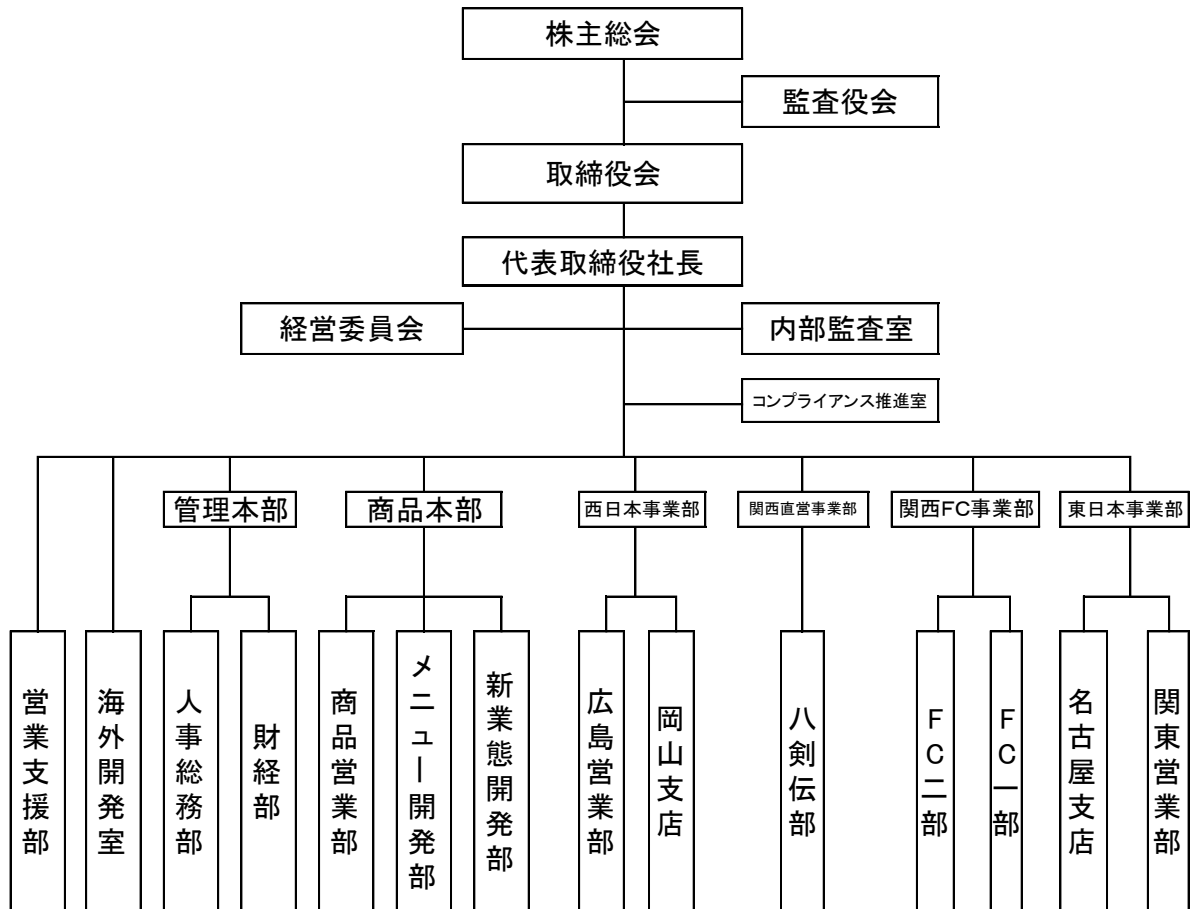 株主総会
監査役会
取締役会
代表取締役社長
経営委員会
内部監査室
コンプライアンス推進室
管理本部
商品本部
西日本事業部
関西直営事業部
関西FC事業部
東日本事業部
営業支援部
海外開発室
人事総務部
財経部
商品営業部
メニュー開発部
新業態開発部
広島営業部
岡山支店
八剣伝部
FC二部
FC一部
名古屋支店
関東営業部